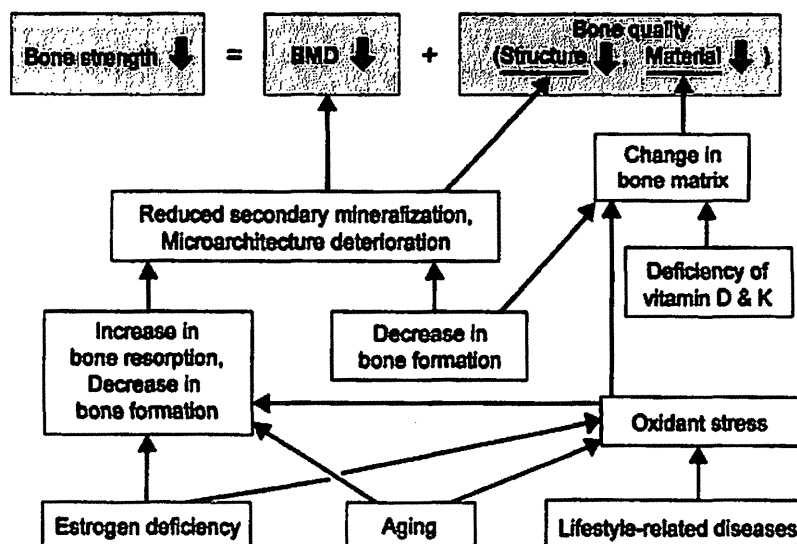 Bone strength
=
BMD
+
Bone quality
(Structure , Material )
Change in
bone matrix
Reduced secondary mineralization,
Microarchitecture deterioration
Deficiency of
vitamin D & K
Increase in
bone resorption,
Decrease in
bone formation
Decrease in
bone formation
Oxidant stress
Estrogen deficiency
Aging
Lifestyle-related diseases